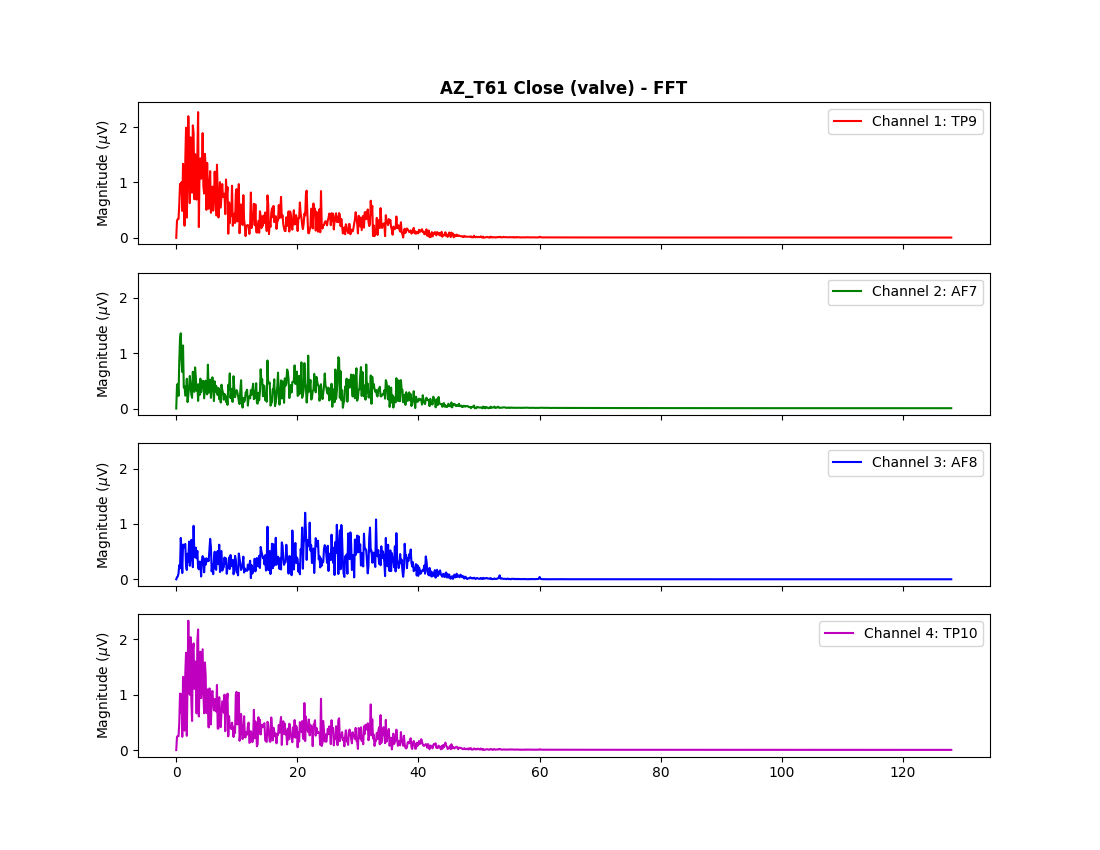 AZ_T61 Close (valve) - FFT
Magnitude (μV)
2
1
0
Channel 1: TP9
Magnitude (μV)
2
1
0
Channel 2: AF7
Magnitude (μV)
2
1
0
Channel 3: AF8
Magnitude (μV)
2
1
0
Channel 4: TP10
0 20 40 60 80 100 120